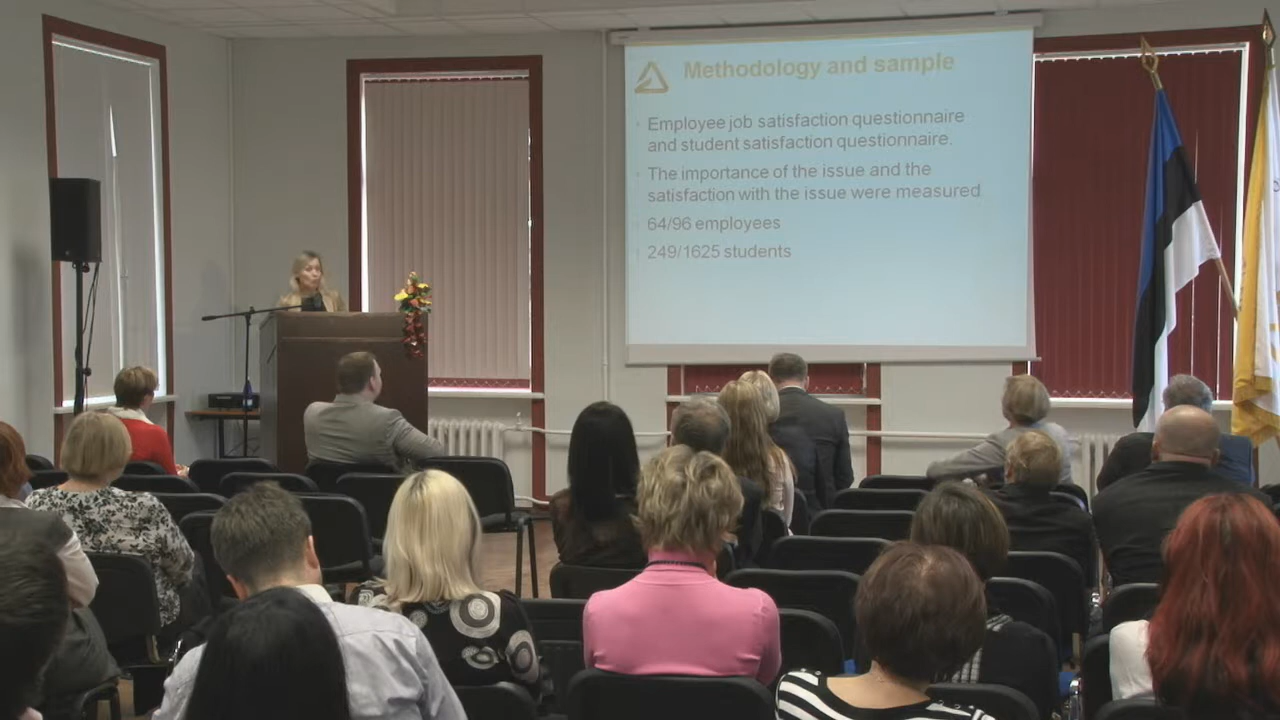 Methodology and sample
Employee job satisfaction questionnaire
and student satisfaction questionnaire.
The importance of the issue and the
satisfaction with the issue were measured
64/96 employees
249/1625 students